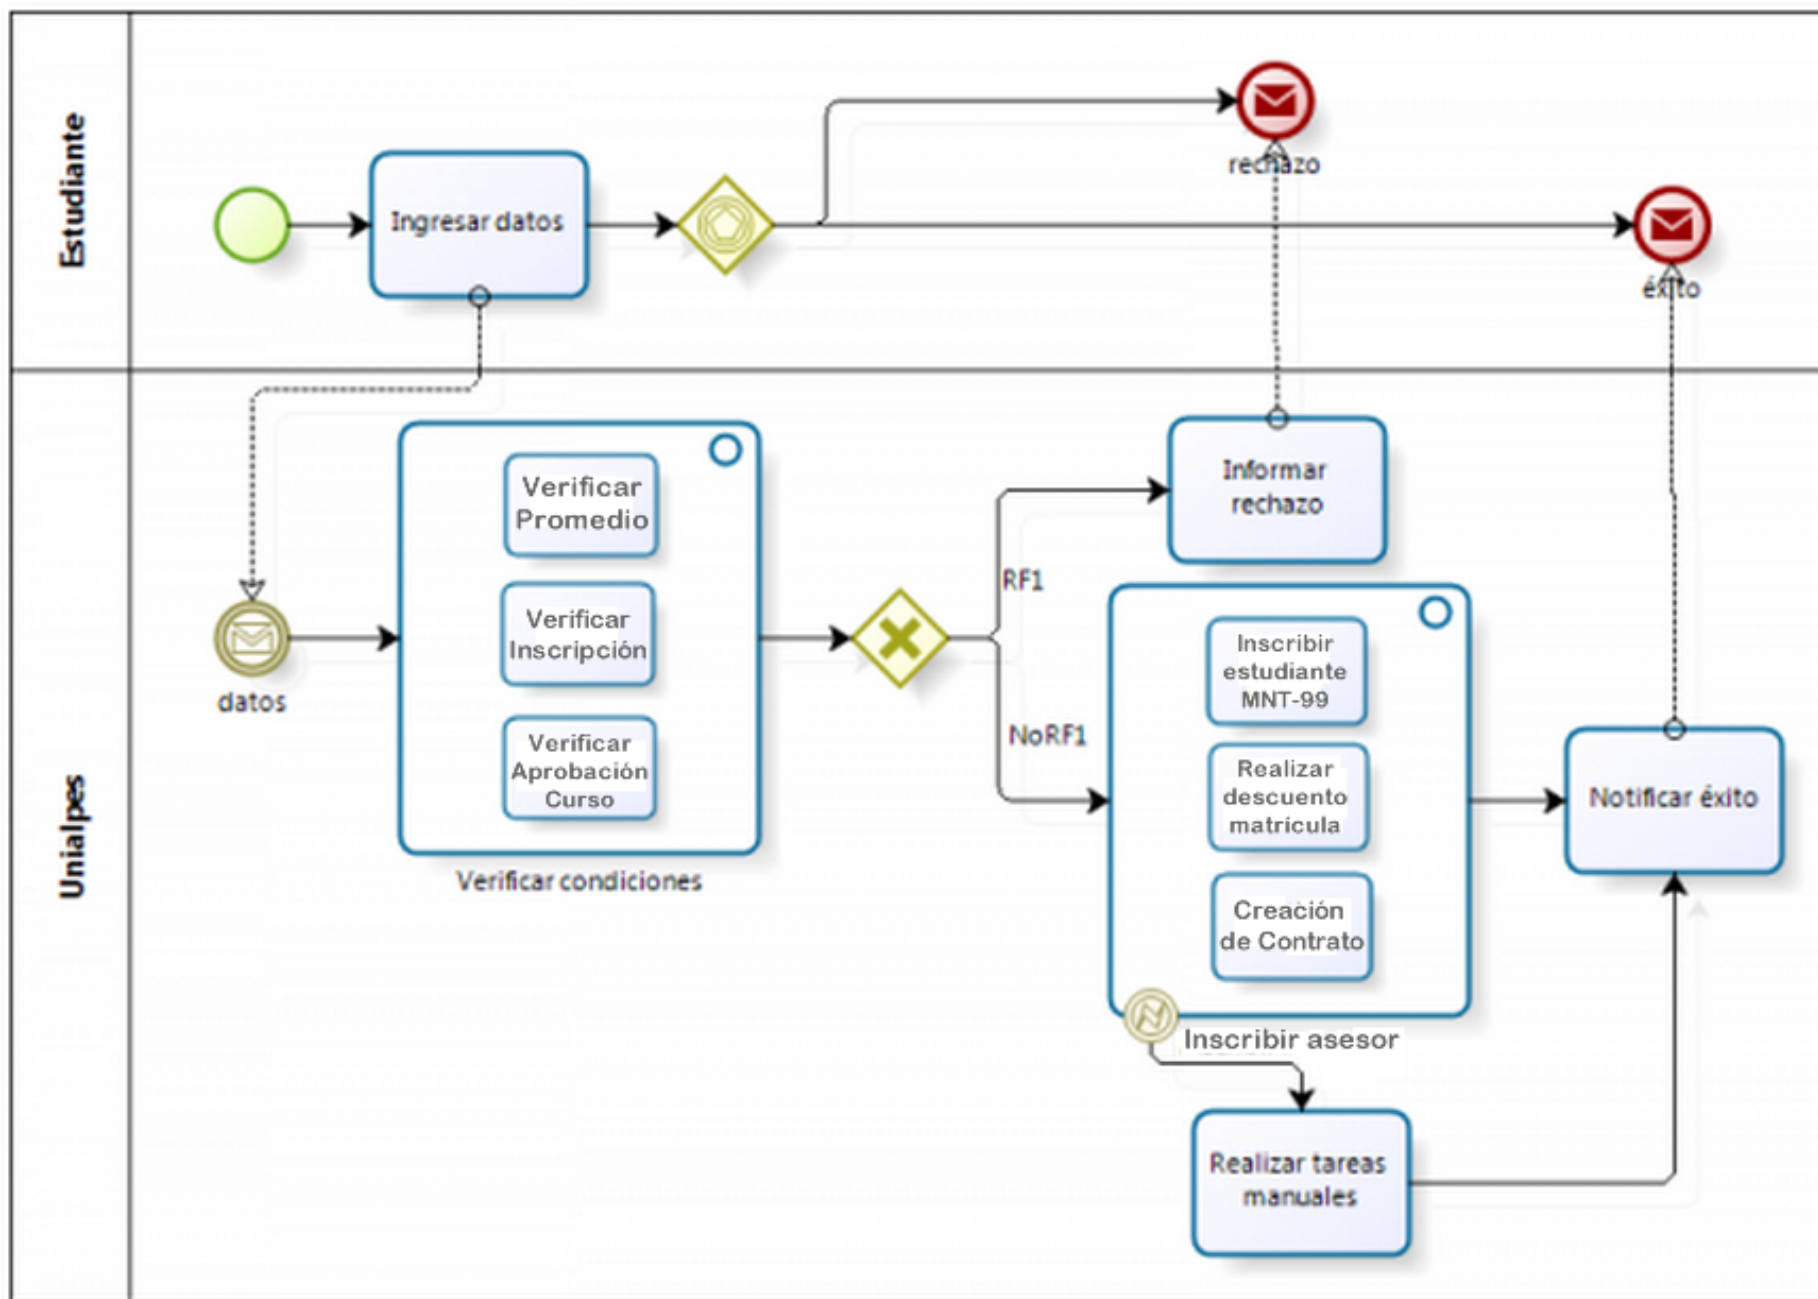 Estudiante
Ingresar datos
rechazo
éxito
Unialpes
datos
Verificar
Promedio
Verificar
Inscripción
Verificar
Aprobación
Curso
Verificar condiciones
RF1
NoRF1
Informar
rechazo
Inscribir
estudiante
MNT-99
Realizar
descuento
matrícula
Creación
de Contrato
Inscribir asesor
Realizar tareas
manuales
Notificar éxito